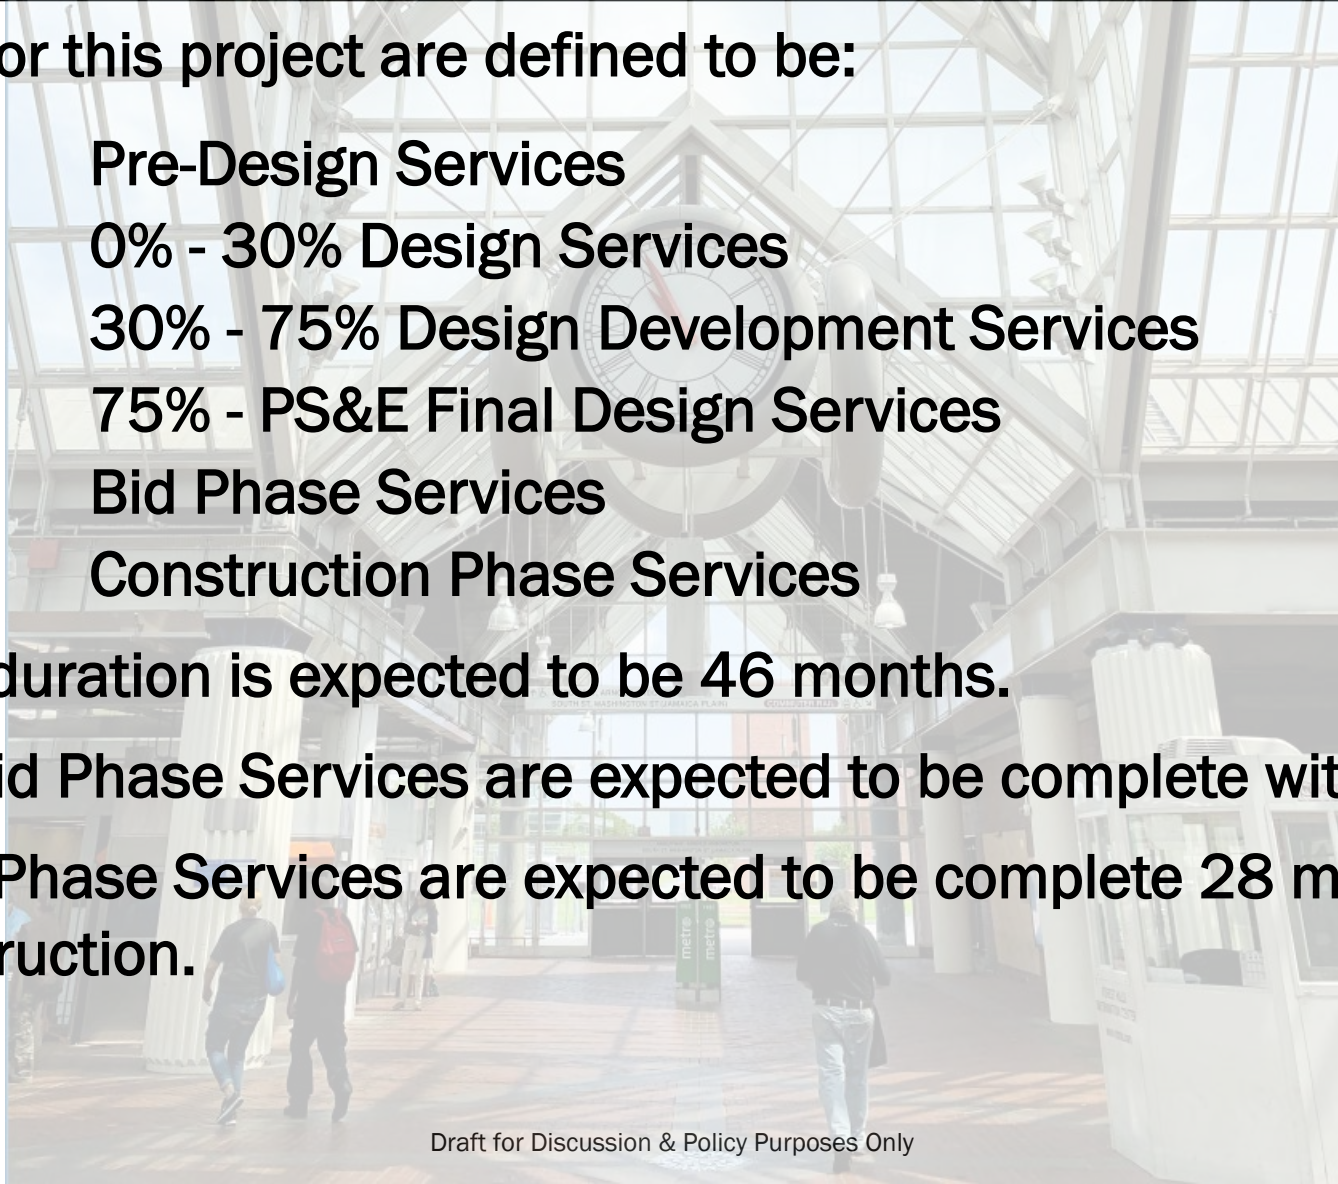 or this project are defined to be:
Pre-Design Services
0% - 30% Design Services
30% - 75% Design Development Services
75% - PS&E Final Design Services
Bid Phase Services
Construction Phase Services
duration is expected to be 46 months.
id Phase Services are expected to be complete wit
Phase Services are expected to be complete 28 m
ruction.
metro metro
Draft for Discussion & Policy Purposes Only